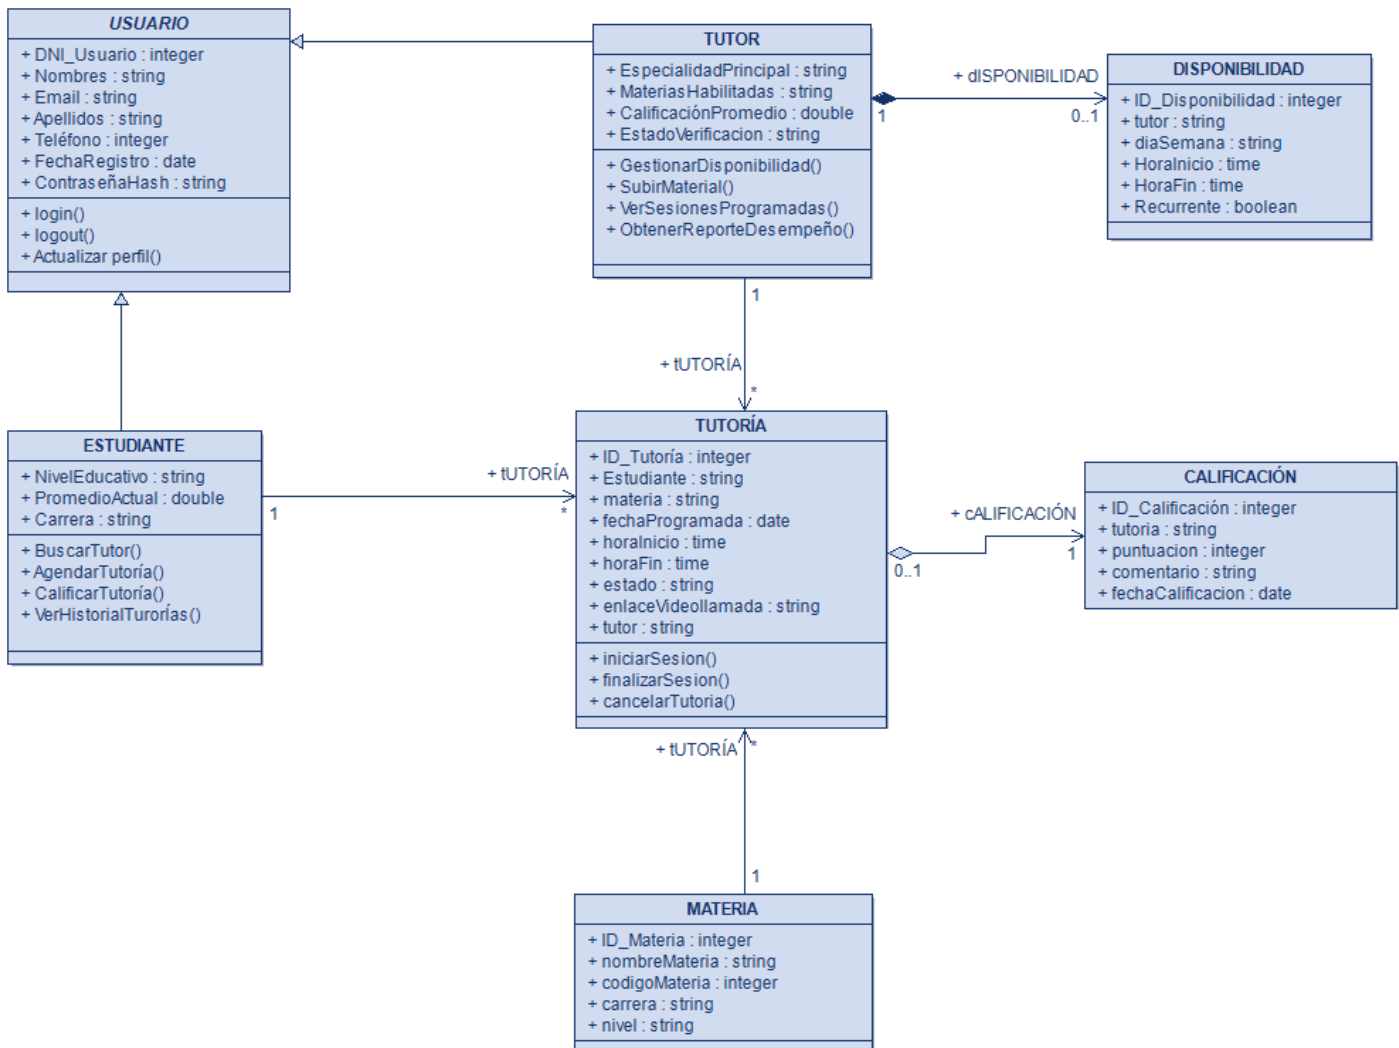 USUARIO
+ DNI_Usuario : integer
+ Nombres : string
+ Email : string
+ Apellidos : string
+ Teléfono : integer
+ FechaRegistro : date
+ ContraseñaHash : string
+ login()
+ logout()
+ Actualizar perfil()
TUTOR
+ EspecialidadPrincipal : string
+ MateriasHabilitadas : string
+ CalificaciónPromedio : double
+ EstadoVerificacion : string
+ GestionarDisponibilidad()
+ SubirMaterial()
+ VerSesionesProgramadas()
+ ObtenerReporteDesempeño()
+ dISPONIBILIDAD
1
0..1
DISPONIBILIDAD
+ ID_Disponibilidad : integer
+ tutor : string
+ diaSemana : string
+ HoraInicio : time
+ HoraFin : time
+ Recurrente : boolean
1
+ tUTORÍA
*
ESTUDIANTE
+ NivelEducativo : string
+ PromedioActual : double
+ Carrera : string
+ BuscarTutor()
+ AgendarTutoría()
+ CalificarTutoría()
+ VerHistorialTurorías()
+ tUTORÍA
1
*
TUTORÍA
+ ID_Tutoría : integer
+ Estudiante : string
+ materia : string
+ fechaProgramada : date
+ horaInicio : time
+ horaFin : time
+ estado : string
+ enlaceVideollamada : string
+ tutor : string
+ iniciarSesion()
+ finalizarSesion()
+ cancelarTutoria()
+ cALIFICACIÓN
0..1
1
CALIFICACIÓN
+ ID_Calificación : integer
+ tutoria : string
+ puntuacion : integer
+ comentario : string
+ fechaCalificacion : date
+ tUTORÍA
*
1
MATERIA
+ ID_Materia : integer
+ nombreMateria : string
+ codigoMateria : integer
+ carrera : string
+ nivel : string